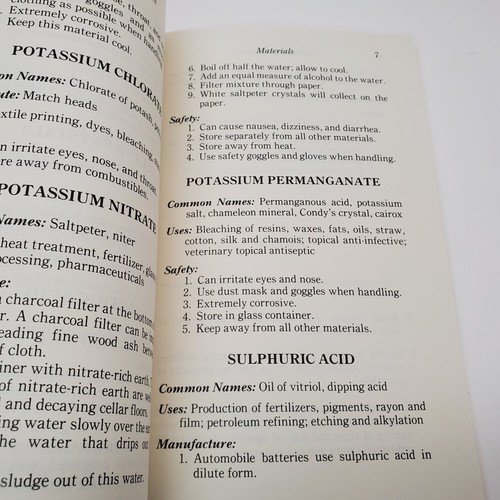 throat, and
clothing as possible when handling
Extremely corrosive.
Keep this material cool.
POTASSIUM CHLORATE
Names: Chlorate of potash,
Match heads
printing, dyes, bleaching,
irritate eyes, nose, and throat
away from combustibles.
POTASSIUM NITRATE
Names: Saltpeter, niter
heat treatment, fertilizer,
pharmaceuticals
charcoal filter at the bottom
A charcoal filter can be
fine wood ash
of cloth.
with nitrate-rich earth.
of nitrate-rich earth are
and decaying cellar floors.
water slowly over the
the water that drips out
sludge out of this water.
Materials 7
6. Boil off half the water; allow to cool.
7. Add an equal measure of alcohol to the water.
8. Filter mixture through paper.
9. White saltpeter crystals will collect on the
paper.
Safety:
1. Can cause nausea, dizziness, and diarrhea.
2. Store separately from all other materials.
3. Store away from heat.
4. Use safety goggles and gloves when handling.
POTASSIUM PERMANGANATE
Common Names: Permanganous acid, potassium
salt, chameleon mineral, Condy's crystal, cairox
Uses: Bleaching of resins, waxes, fats, oils, straw,
cotton, silk and chamois; topical anti-infective;
veterinary topical antiseptic
Safety:
1. Can irritate eyes and nose.
2. Use dust mask and goggles when handling.
3. Extremely corrosive.
4. Store in glass container.
5. Keep away from all other materials.
SULPHURIC ACID
Common Names: Oil of vitriol, dipping acid
Uses: Production of fertilizers, pigments, rayon and
film; petroleum refining; etching and alkylation
Manufacture:
1. Automobile batteries use sulphuric acid in
dilute form.